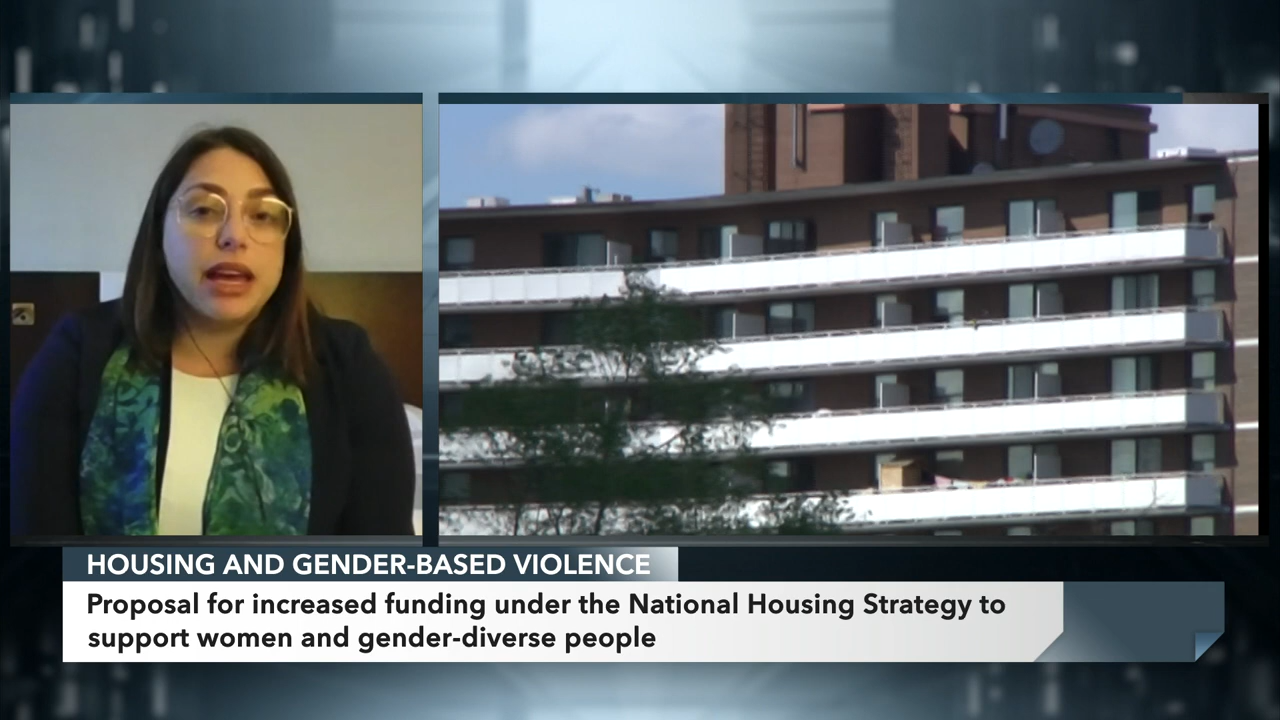 HOUSING AND GENDER-BASED VIOLENCE
Proposal for increased funding under the National Housing Strategy to
support women and gender-diverse people